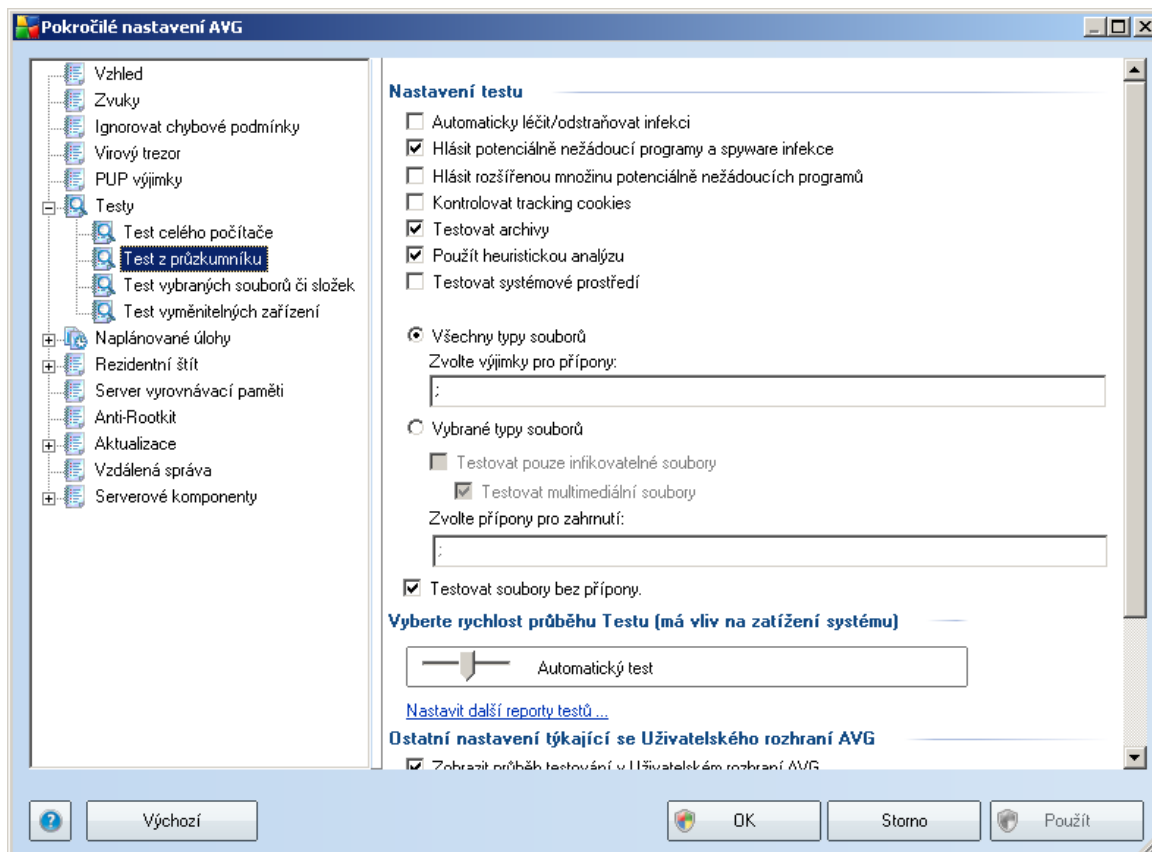 Pokročilé nastavení AVG
Vzhled
Zvuky
Ignorovat chybové podmínky
Virový trezor
PUP výjimky
Testy
Test celého počítače
Test z průzkumníku
Test vybraných souborů či složek
Test vyměnitelných zařízení
Naplánované úlohy
Rezidentní štít
Server vyrovnávací paměti
Anti-Rootkit
Aktualizace
Vzdálená správa
Serverové komponenty
Nastavení testu
Automaticky léčit/odstraňovat infekci
Hlásit potenciálně nežádoucí programy a spyware infekce
Hlásit rozšířenou množinu potenciálně nežádoucích programů
Kontrolovat tracking cookies
Testovat archivy
Použít heuristickou analýzu
Testovat systémové prostředí
Všechny typy souborů
Zvolte výjimky pro přípony:
;
Vybrané typy souborů
Testovat pouze infikovatelné soubory
Testovat multimediální soubory
Zvolte přípony pro zahrnutí:
;
Testovat soubory bez přípony.
Vyberte rychlost průběhu Testu (má vliv na zatížení systému)
Automatický test
Nastavit další reporty testů ...
Ostatní nastavení týkající se Uživatelského rozhraní AVG
Zobrazit průběh testování v Uživatelském rozhraní AVG
Výchozí
OK
Storno
Použít